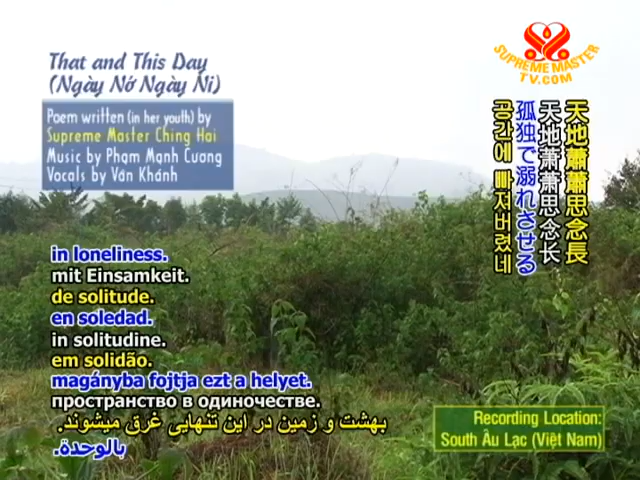 That and This Day
(Ngày Nớ Ngày Ni)
Poem written (in her youth) by
Supreme Master Ching Hai
Music by Phạm Mạnh Cương
Vocals by Vân Khánh
SUPREME MASTER
TV.COM
天地蕭蕭思念長
天地萧萧思念长
孤独で溺れさせる
공간에 빠져버렸네
in loneliness.
mit Einsamkeit.
de solitude.
en soledad.
in solitudine.
em solidão.
magányba fojtja ezt a helyet.
пространство в одиночестве.
بهشت و زمین در این تنهایی غرق میشوند.
بالوحدة.
Recording Location:
South Âu Lạc (Việt Nam)